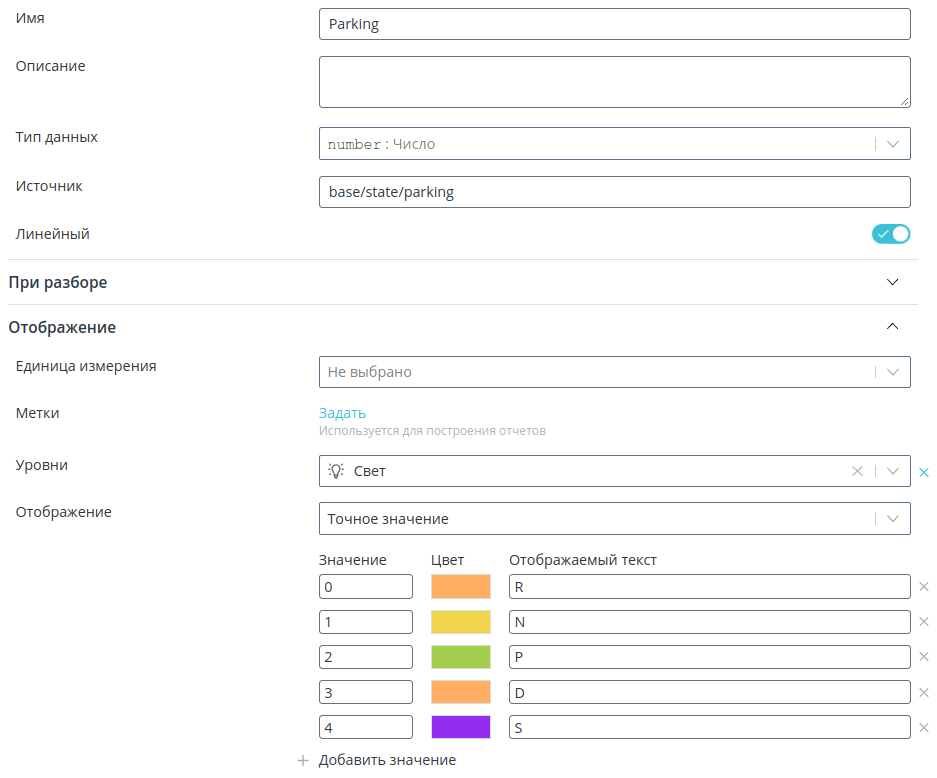 Имя
Parking
Описание
Тип данных
number : Число
Источник
base/state/parking
Линейный
При разборе
Отображение
Единица измерения
Не выбрано
Метки
Задать
Используется для построения отчетов
Уровни
Свет
Отображение
Точное значение
Значение Цвет Отображаемый текст
0 R
1 N
2 P
3 D
4 S
+ Добавить значение